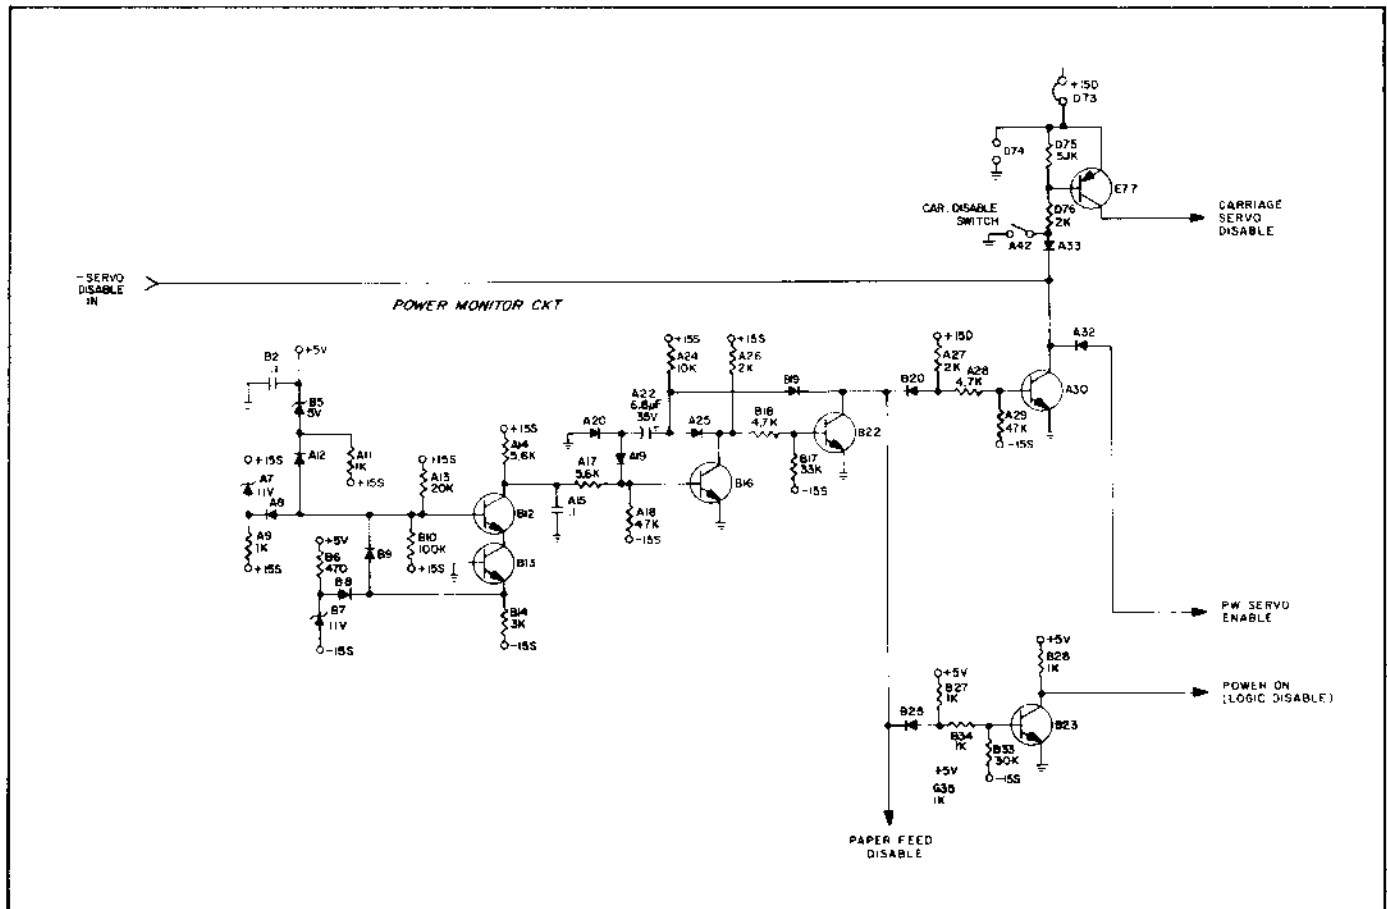 +15D
D73
D74
D75
5.1K
E77
CAR. DISABLE
SWITCH
D76
2K
CARRIAGE
SERVO
DISABLE
A42
A33
-SERVO
DISABLE
IN
POWER MONITOR CKT
+5V
B2
.1
B5
5V
A12
A11
1K
+15S
+15S
A7
11V
A8
A9
1K
+15S
+15S
A13
20K
+5V
B6
470
B8
B7
11V
-15S
B9
B10
100K
+15S
+15S
A14
5.6K
B12
B13
B14
3K
-15S
A15
.1
A17
5.6K
A20
A19
A18
47K
-15S
A22
6.8µF
35V
+15S
A24
10K
A25
+15S
A26
2K
B16
B18
4.7K
B17
33K
-15S
B19
B22
B20
+15D
A27
2K
A28
4.7K
A29
47K
-15S
A30
A32
PW SERVO
ENABLE
+5V
B28
1K
POWER ON
(LOGIC DISABLE)
+5V
B27
1K
B25
B34
1K
B33
30K
-15S
B23
+5V
G35
1K
PAPER FEED
DISABLE